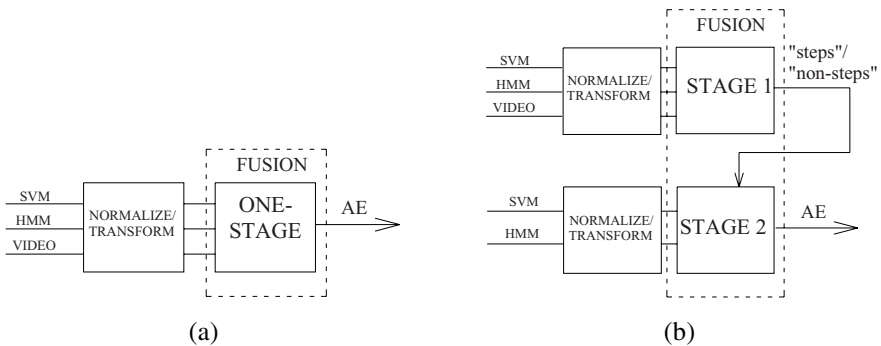 FUSION
SVM
HMM
VIDEO
NORMALIZE/
TRANSFORM
ONE-
STAGE
AE
(a)
FUSION
SVM
HMM
VIDEO
NORMALIZE/
TRANSFORM
STAGE 1
"steps"/
"non-steps"
SVM
HMM
NORMALIZE/
TRANSFORM
STAGE 2
AE
(b)